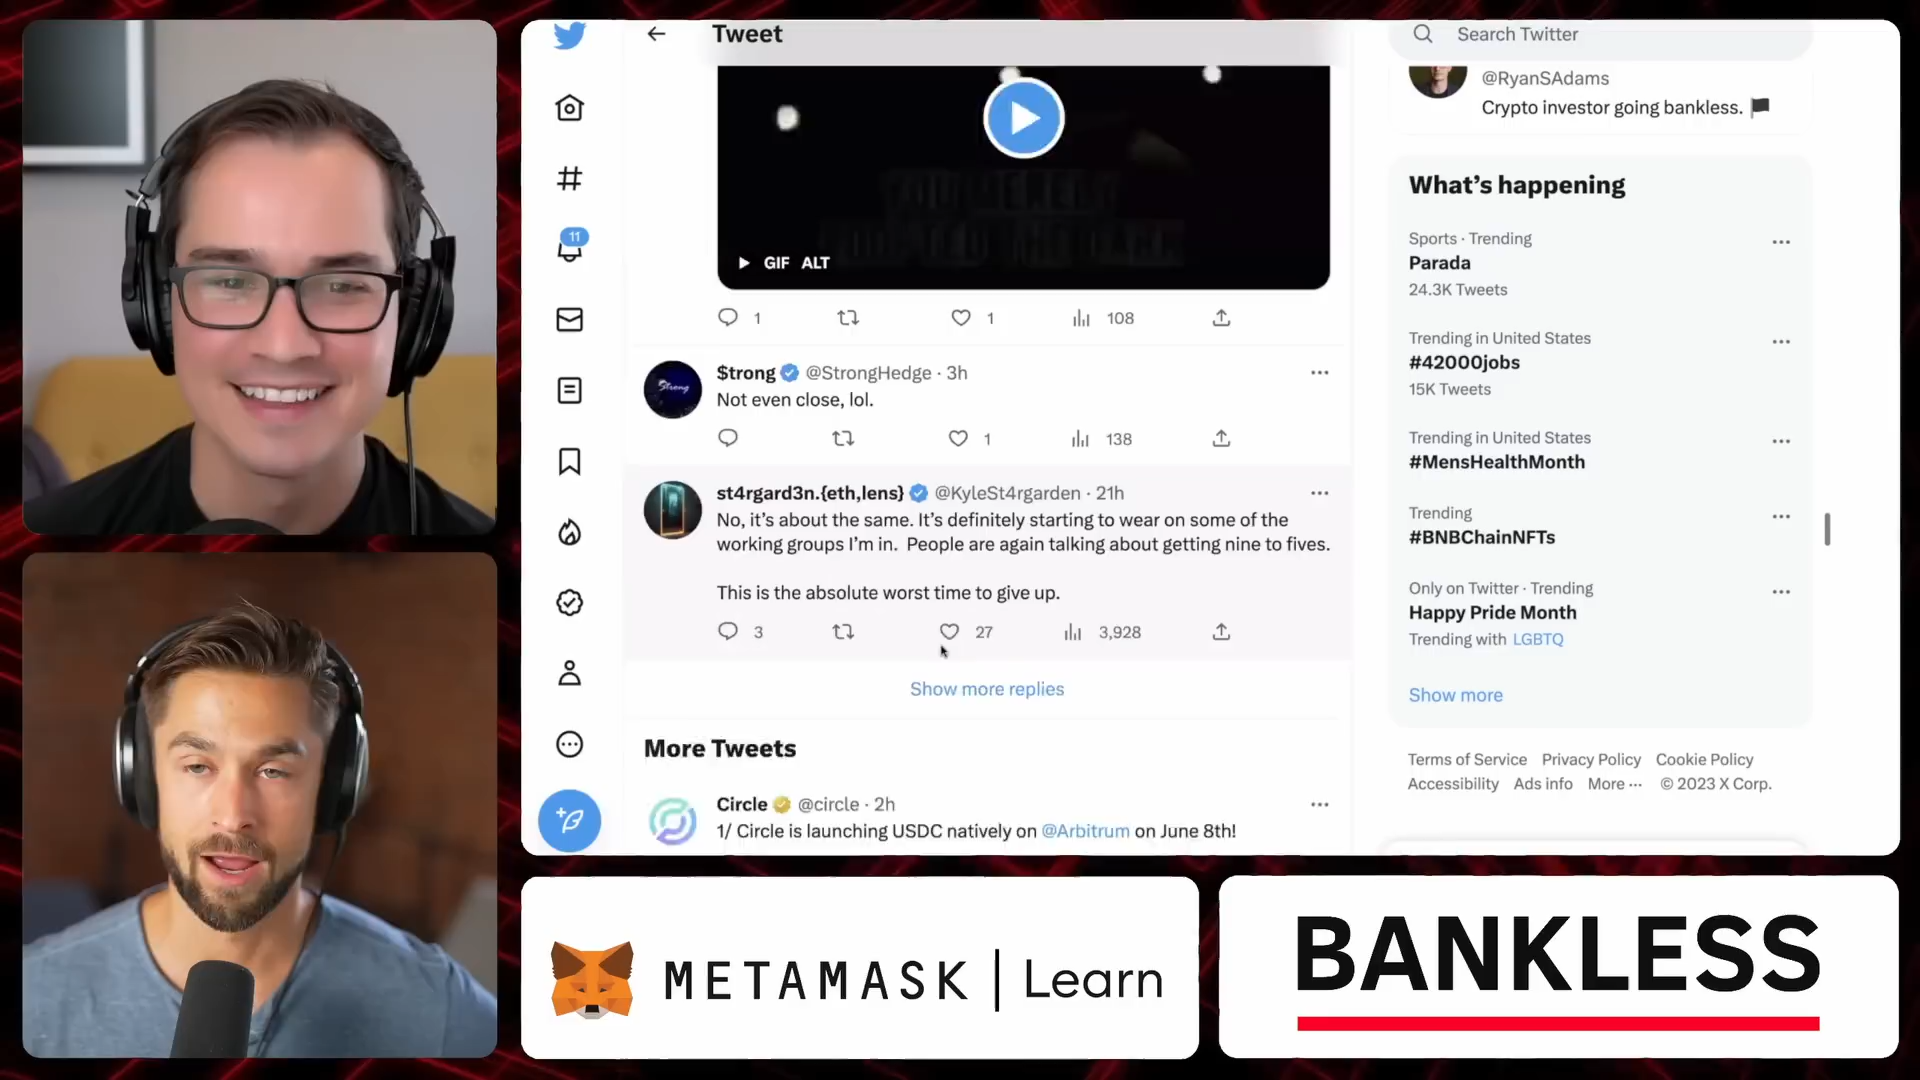 Tweet
Search Twitter
@RyanSAdams
Crypto investor going bankless.
GIF ALT
1
1
108
What's happening
Sports · Trending
Parada
24.3K Tweets
Trending in United States
#42000jobs
15K Tweets
Trending in United States
#MensHealthMonth
Trending
#BNBChainNFTs
Only on Twitter · Trending
Happy Pride Month
Trending with LGBTQ
Show more
Terms of Service Privacy Policy Cookie Policy
Accessibility Ads info More ··· © 2023 X Corp.
11
Strong
$trong @StrongHedge · 3h
Not even close, lol.
1
138
st4rgard3n.{eth,lens} @KyleSt4rgarden · 21h
No, it's about the same. It's definitely starting to wear on some of the
working groups I'm in. People are again talking about getting nine to fives.
This is the absolute worst time to give up.
3
27
3,928
Show more replies
More Tweets
Circle @circle · 2h
1/ Circle is launching USDC natively on @Arbitrum on June 8th!
METAMASK | Learn
BANKLESS